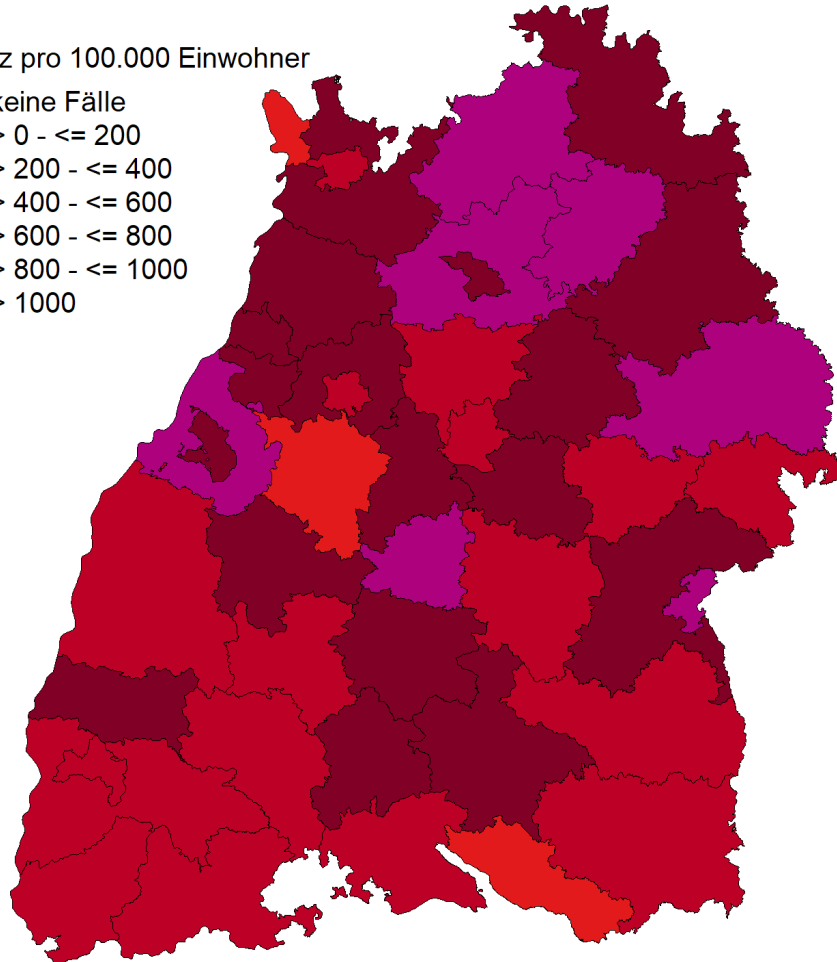 z pro 100.000 Einwohner
keine Fälle
> 0 - <= 200
> 200 - <= 400
> 400 - <= 600
> 600 - <= 800
> 800 - <= 1000
> 1000